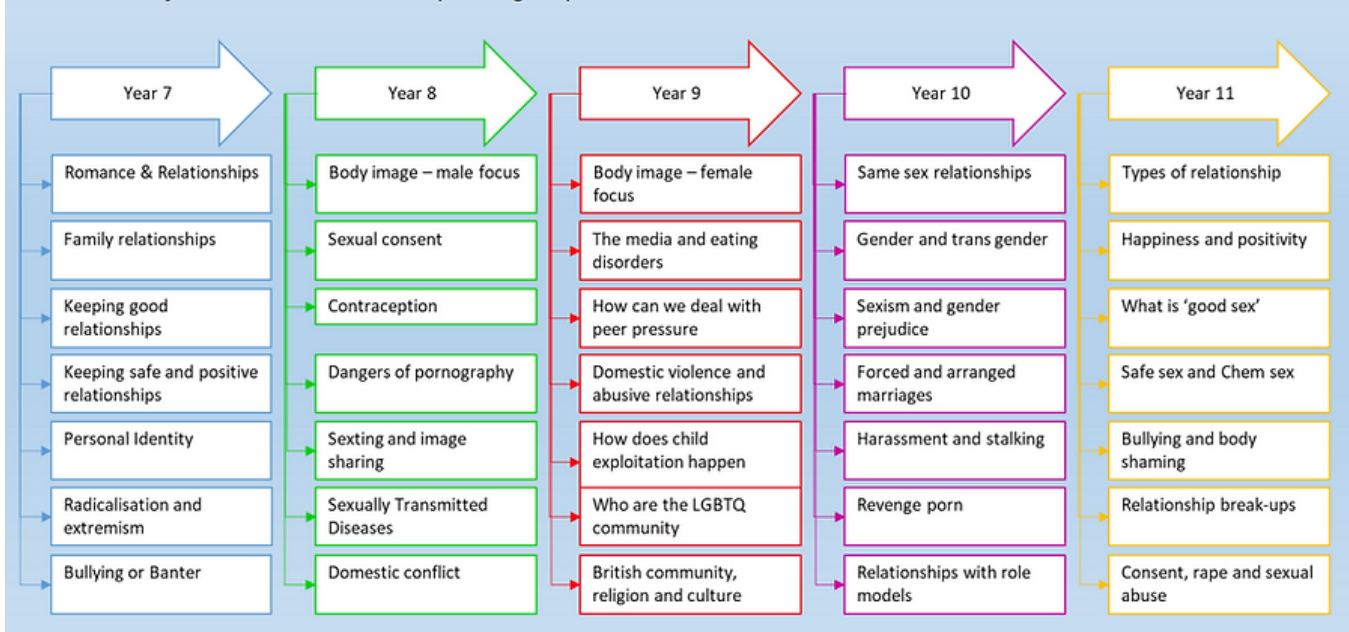 Year 7
Romance & Relationships
Family relationships
Keeping good
relationships
Keeping safe and positive
relationships
Personal Identity
Radicalisation and
extremism
Bullying or Banter
Year 8
Body image – male focus
Sexual consent
Contraception
Dangers of pornography
Sexting and image
sharing
Sexually Transmitted
Diseases
Domestic conflict
Year 9
Body image – female
focus
The media and eating
disorders
How can we deal with
peer pressure
Domestic violence and
abusive relationships
How does child
exploitation happen
Who are the LGBTQ
community
British community,
religion and culture
Year 10
Same sex relationships
Gender and trans gender
Sexism and gender
prejudice
Forced and arranged
marriages
Harassment and stalking
Revenge porn
Relationships with role
models
Year 11
Types of relationship
Happiness and positivity
What is ‘good sex’
Safe sex and Chem sex
Bullying and body
shaming
Relationship break-ups
Consent, rape and sexual
abuse